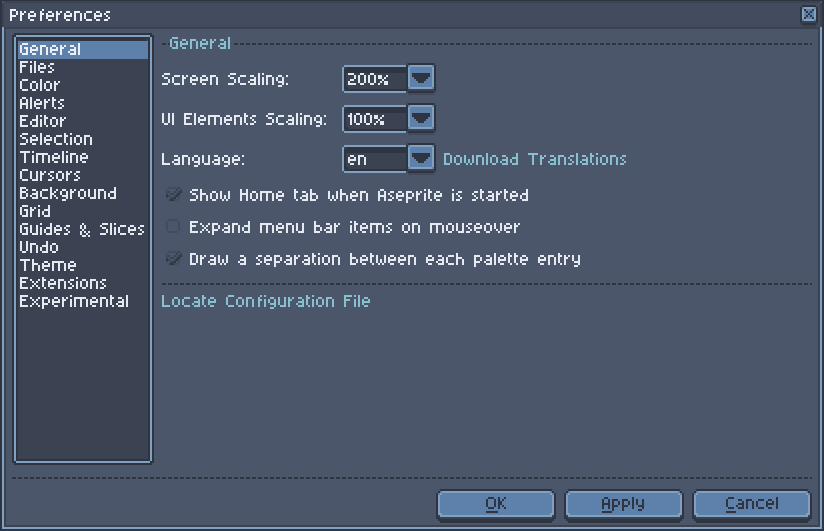 Preferences
General
Files
Color
Alerts
Editor
Selection
Timeline
Cursors
Background
Grid
Guides & Slices
Undo
Theme
Extensions
Experimental
General
Screen Scaling: 200%
UI Elements Scaling: 100%
Language: en Download Translations
Show Home tab when Aseprite is started
Expand menu bar items on mouseover
Draw a separation between each palette entry
Locate Configuration File
OK Apply Cancel